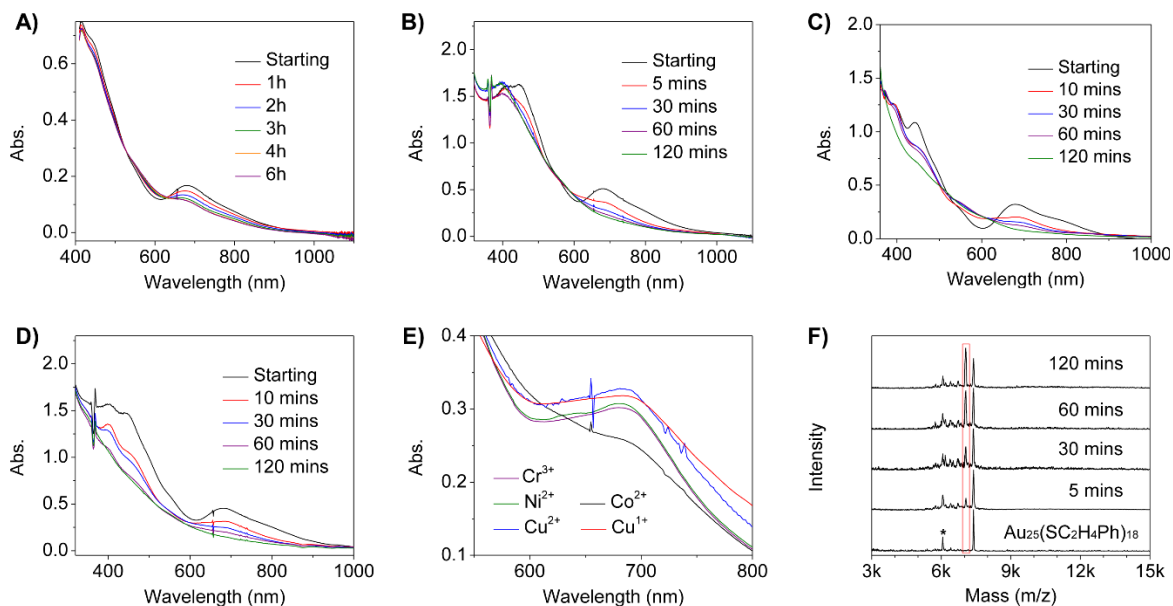 A)
0.6
0.4
0.2
0.0
Abs.
400 600 800 1000
Wavelength (nm)
Starting
1h
2h
3h
4h
6h
B)
2.0
1.5
1.0
0.5
0.0
Abs.
400 600 800 1000
Wavelength (nm)
Starting
5 mins
30 mins
60 mins
120 mins
C)
2.0
1.5
1.0
0.5
0.0
Abs.
400 500 600 700 800 900 1000
Wavelength (nm)
Starting
10 mins
30 mins
60 mins
120 mins
D)
2.0
1.5
1.0
0.5
0.0
Abs.
400 600 800 1000
Wavelength (nm)
Starting
10 mins
30 mins
60 mins
120 mins
E)
0.4
0.3
0.2
0.1
Abs.
600 700 800
Wavelength (nm)
Cr³⁺
Ni²⁺ Co²⁺
Cu²⁺ Cu¹⁺
F)
Intensity
120 mins
60 mins
30 mins
5 mins
* Au₂₅(SC₂H₄Ph)₁₈
3k 6k 9k 12k 15k
Mass (m/z)